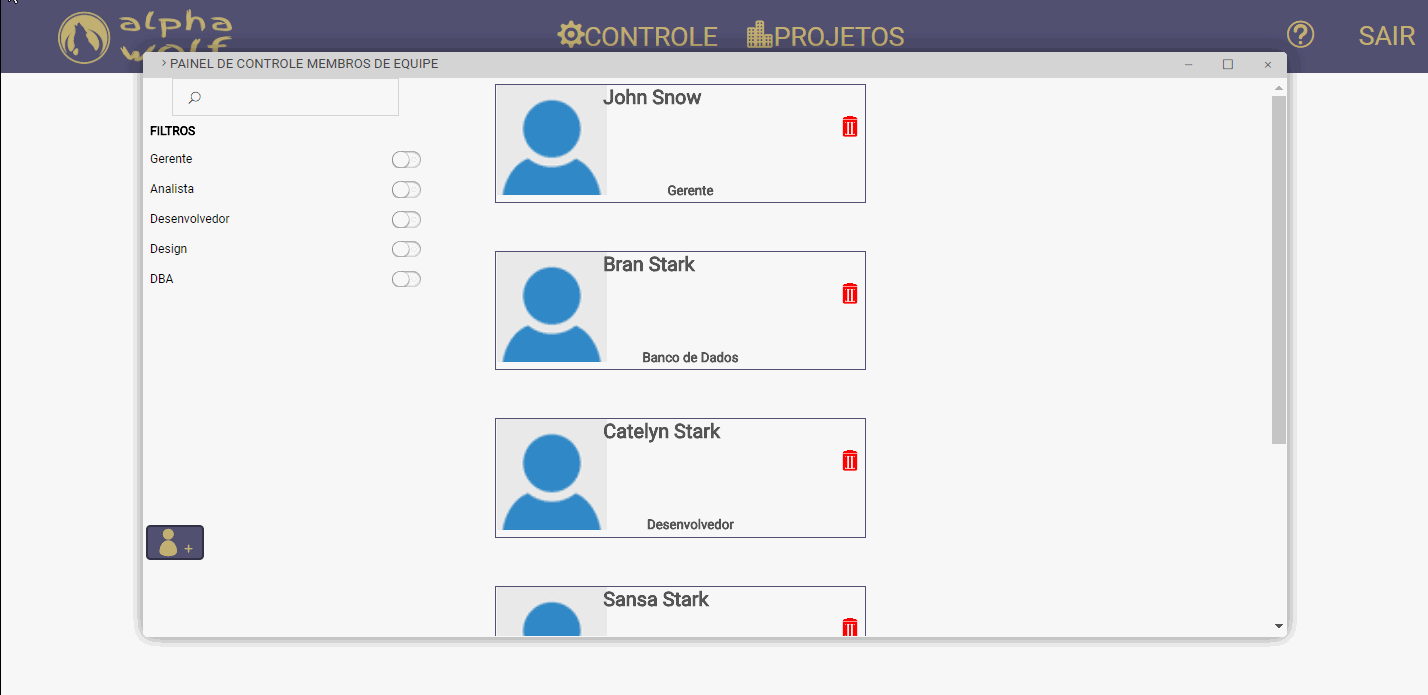 alpha
wolf
CONTROLE
PROJETOS
SAIR
PAINEL DE CONTROLE MEMBROS DE EQUIPE
FILTROS
Gerente
Analista
Desenvolvedor
Design
DBA
John Snow
Gerente
Bran Stark
Banco de Dados
Catelyn Stark
Desenvolvedor
Sansa Stark